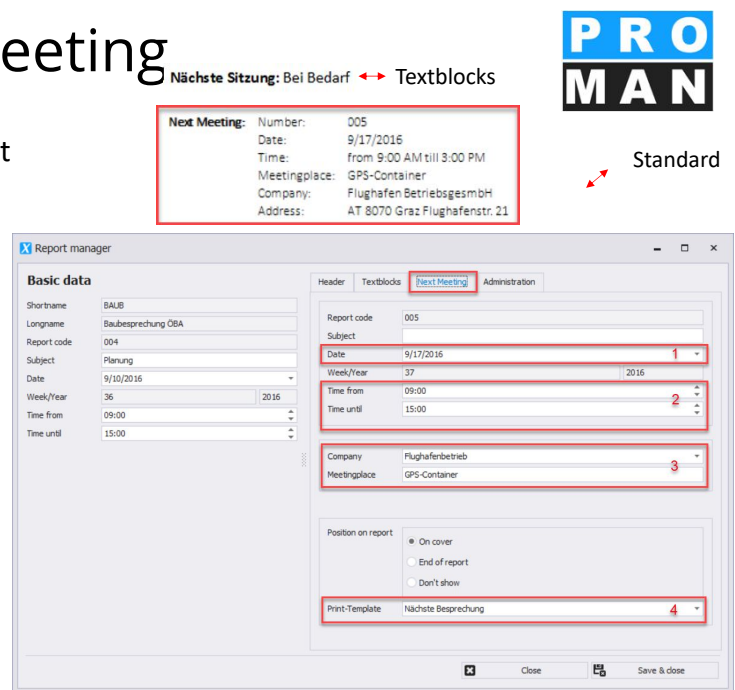 eeting
PRO
MAN
Nächste Sitzung: Bei Bedarf Textblocks
t
Next Meeting: Number: 005
Date: 9/17/2016
Time: from 9:00 AM till 3:00 PM
Meetingplace: GPS-Container
Company: Flughafen BetriebsgesmbH
Address: AT 8070 Graz Flughafenstr. 21
Standard
Report manager
Basic data
Shortname BAUB
Longname Baubesprechung ÖBA
Report code 004
Subject Planung
Date 9/10/2016
Week/Year 36 2016
Time from 09:00
Time until 15:00
Header Textblocks Next Meeting Administration
Report code 005
Subject
Date 9/17/2016 1
Week/Year 37 2016
Time from 09:00
2
Time until 15:00
Company Flughafenbetrieb
3
Meetingplace GPS-Container
Position on report
On cover
End of report
Don't show
Print-Template Nächste Besprechung 4
Close Save & close